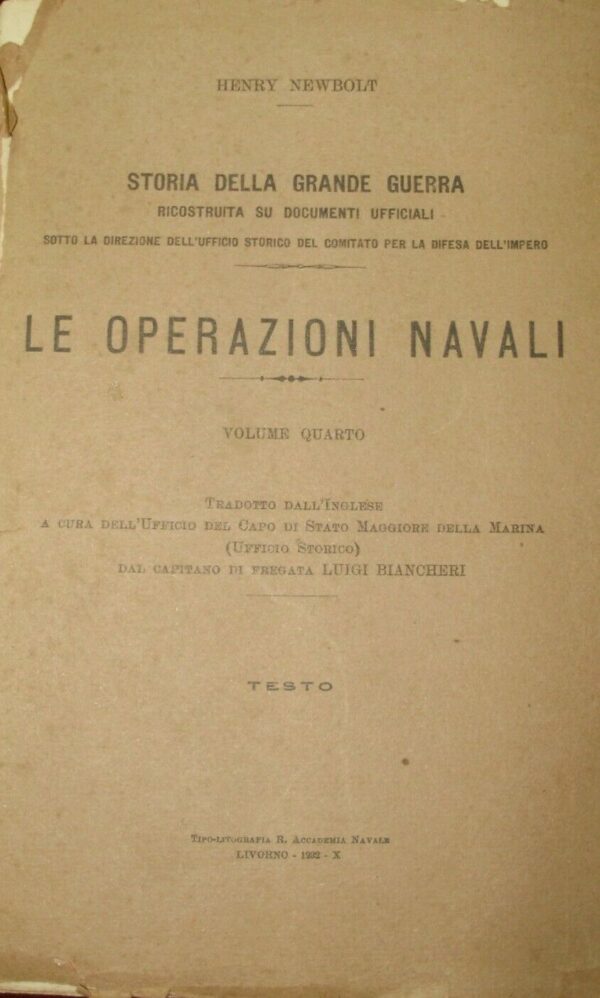 HENRY NEWBOLT
STORIA DELLA GRANDE GUERRA
RICOSTRUITA SU DOCUMENTI UFFICIALI
SOTTO LA DIREZIONE DELL'UFFICIO STORICO DEL COMITATO PER LA DIFESA DELL'IMPERO
LE OPERAZIONI NAVALI
VOLUME QUARTO
TRADOTTO DALL'INGLESE
A CURA DELL'UFFICIO DEL CAPO DI STATO MAGGIORE DELLA MARINA
(UFFICIO STORICO)
DAL CAPITANO DI FREGATA LUIGI BIANCHERI
TESTO
TIPO-LITOGRAFIA R. ACCADEMIA NAVALE
LIVORNO - 1932 - X